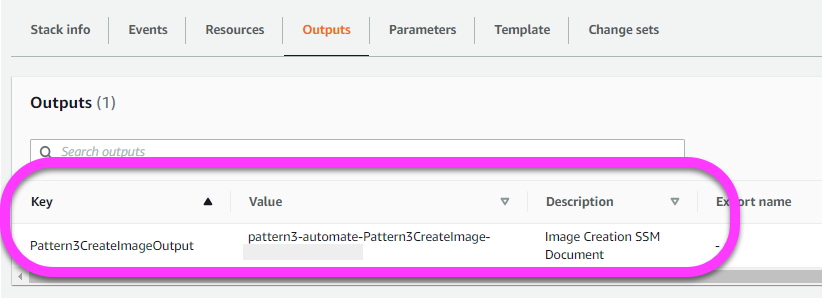 Stack info Events Resources Outputs Parameters Template Change sets
Outputs (1)
Search outputs
Key Value Description Export name
Pattern3CreateImageOutput pattern3-automate-Pattern3CreateImage- Image Creation SSM Document -